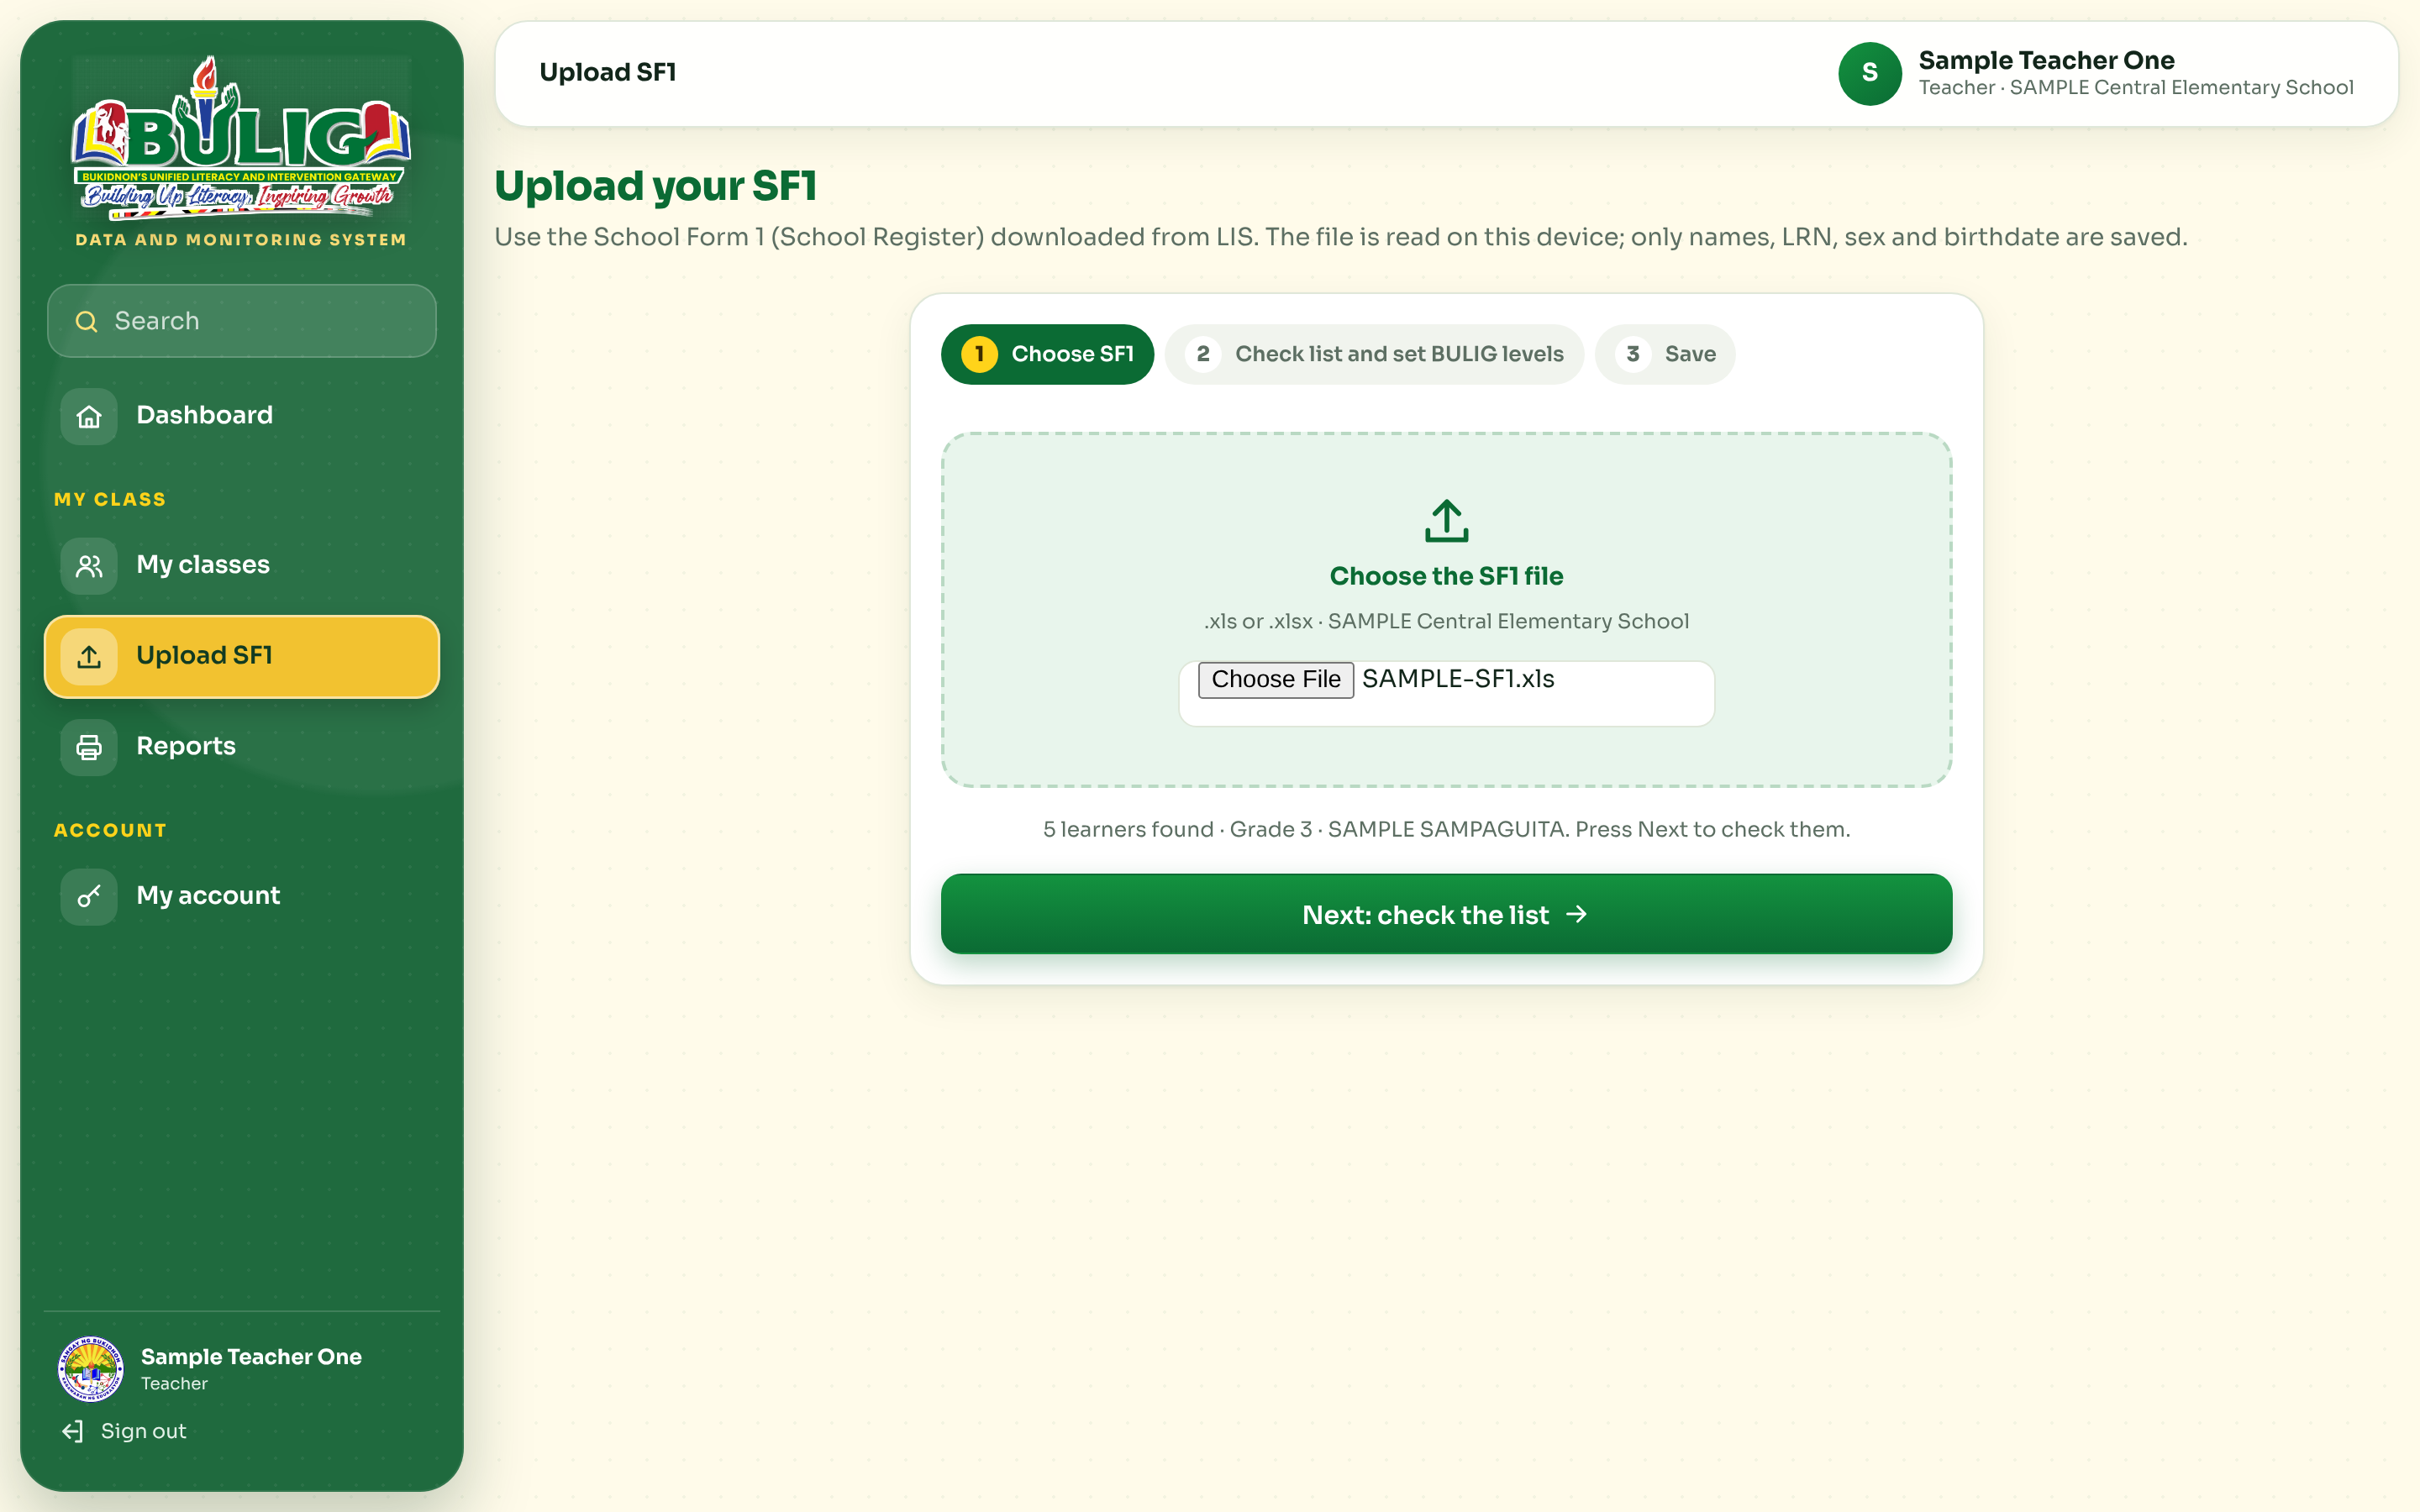 BULIG
BUKIDNON'S UNIFIED LITERACY AND INTERVENTION GATEWAY
Building Up Literacy, Inspiring Growth
DATA AND MONITORING SYSTEM
Search
Dashboard
MY CLASS
My classes
Upload SF1
Reports
ACCOUNT
My account
Sample Teacher One
Teacher
Sign out
Upload SF1
S
Sample Teacher One
Teacher · SAMPLE Central Elementary School
Upload your SF1
Use the School Form 1 (School Register) downloaded from LIS. The file is read on this device; only names, LRN, sex and birthdate are saved.
1 Choose SF1
2 Check list and set BULIG levels
3 Save
Choose the SF1 file
.xls or .xlsx · SAMPLE Central Elementary School
Choose File SAMPLE-SF1.xls
5 learners found · Grade 3 · SAMPLE SAMPAGUITA. Press Next to check them.
Next: check the list →